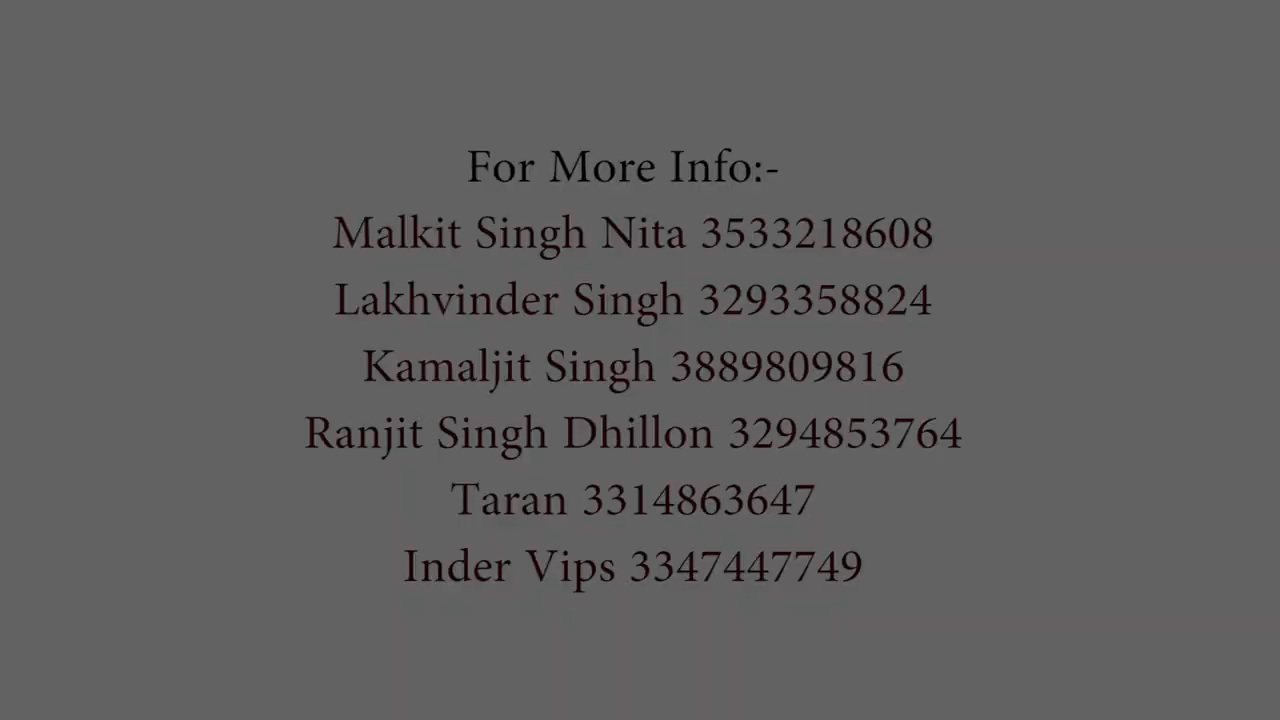 For More Info:-
Malkit Singh Nita 3533218608
Lakhvinder Singh 3293358824
Kamaljit Singh 3889809816
Ranjit Singh Dhillon 3294853764
Taran 3314863647
Inder Vips 3347447749